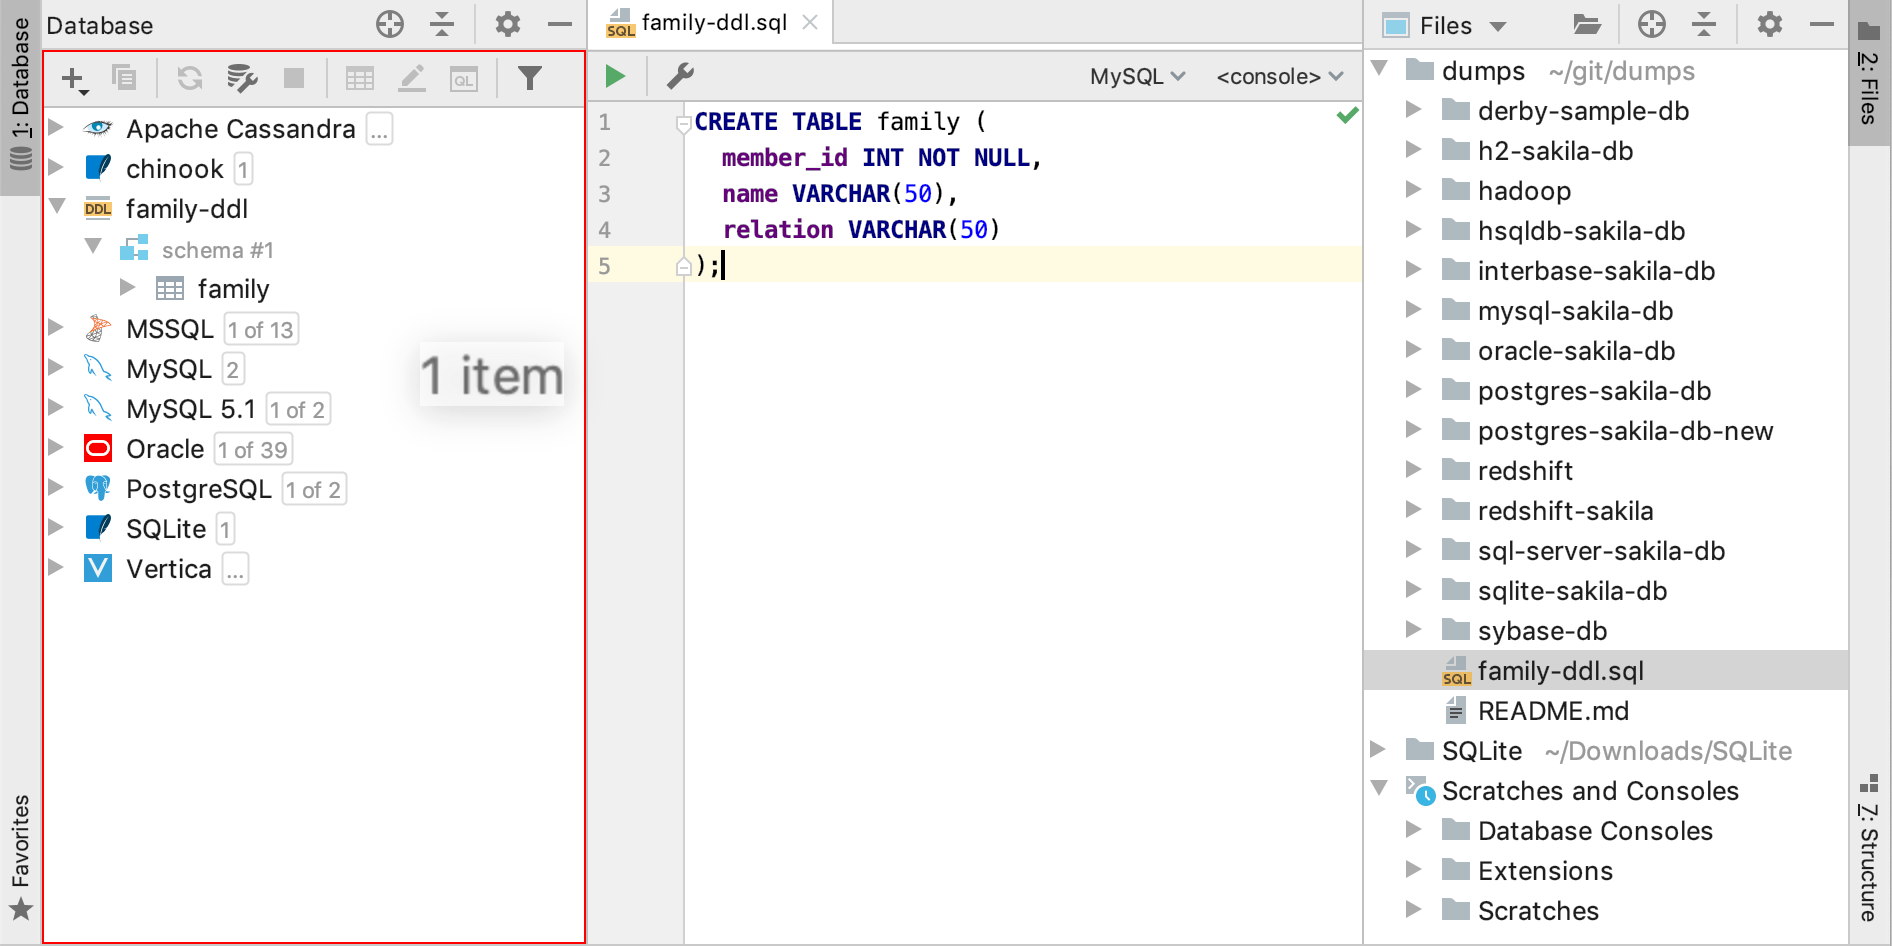 1: Database
Favorites
Database
Apache Cassandra ...
chinook 1
DDL family-ddl
schema #1
family
MSSQL 1 of 13
MySQL 2
MySQL 5.1 1 of 2
Oracle 1 of 39
PostgreSQL 1 of 2
SQLite 1
V Vertica ...
QL
1 item
SQL family-ddl.sql
MySQL <console>
1 CREATE TABLE family (
2 member_id INT NOT NULL,
3 name VARCHAR(50),
4 relation VARCHAR(50)
5 );
Files
dumps ~/git/dumps
derby-sample-db
h2-sakila-db
hadoop
hsqldb-sakila-db
interbase-sakila-db
mysql-sakila-db
oracle-sakila-db
postgres-sakila-db
postgres-sakila-db-new
redshift
redshift-sakila
sql-server-sakila-db
sqlite-sakila-db
sybase-db
SQL family-ddl.sql
README.md
SQLite ~/Downloads/SQLite
Scratches and Consoles
Database Consoles
Extensions
Scratches
2: Files
7: Structure